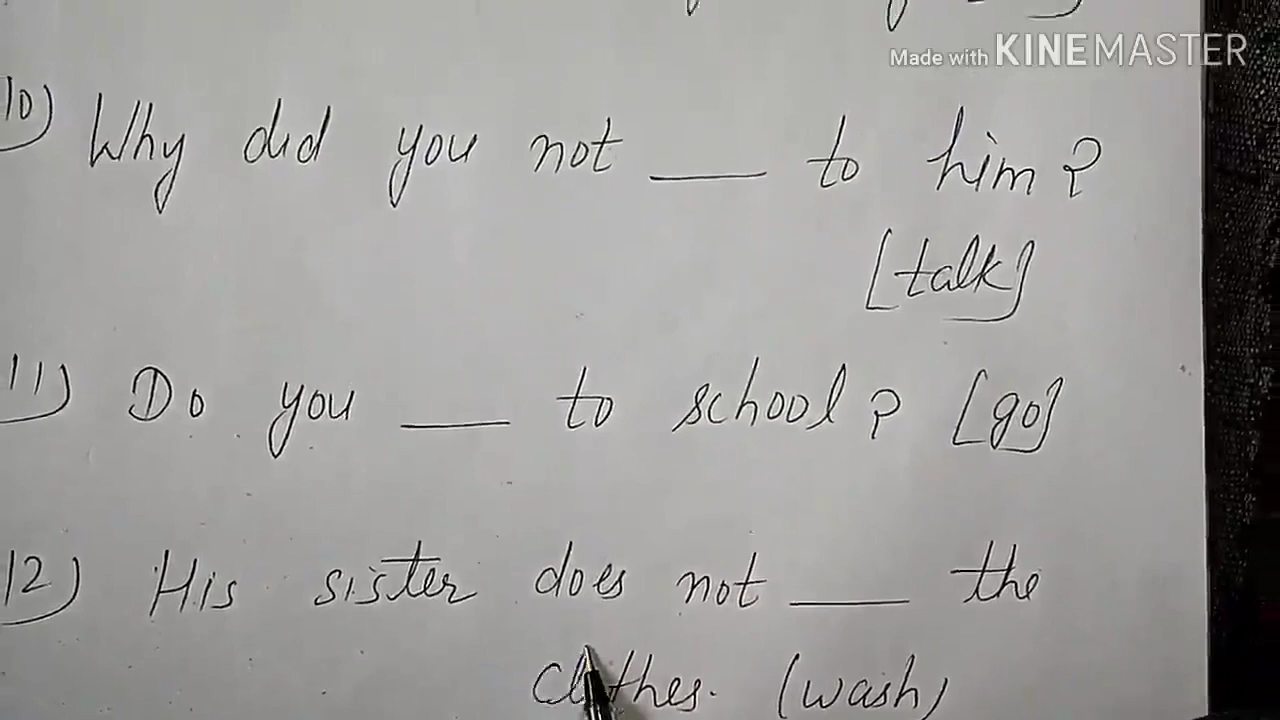 Made with KINEMASTER
10) Why did you not ___ to him?
[talk]
11) Do you ___ to school? [go]
12) His sister does not ___ the
clothes. (wash)